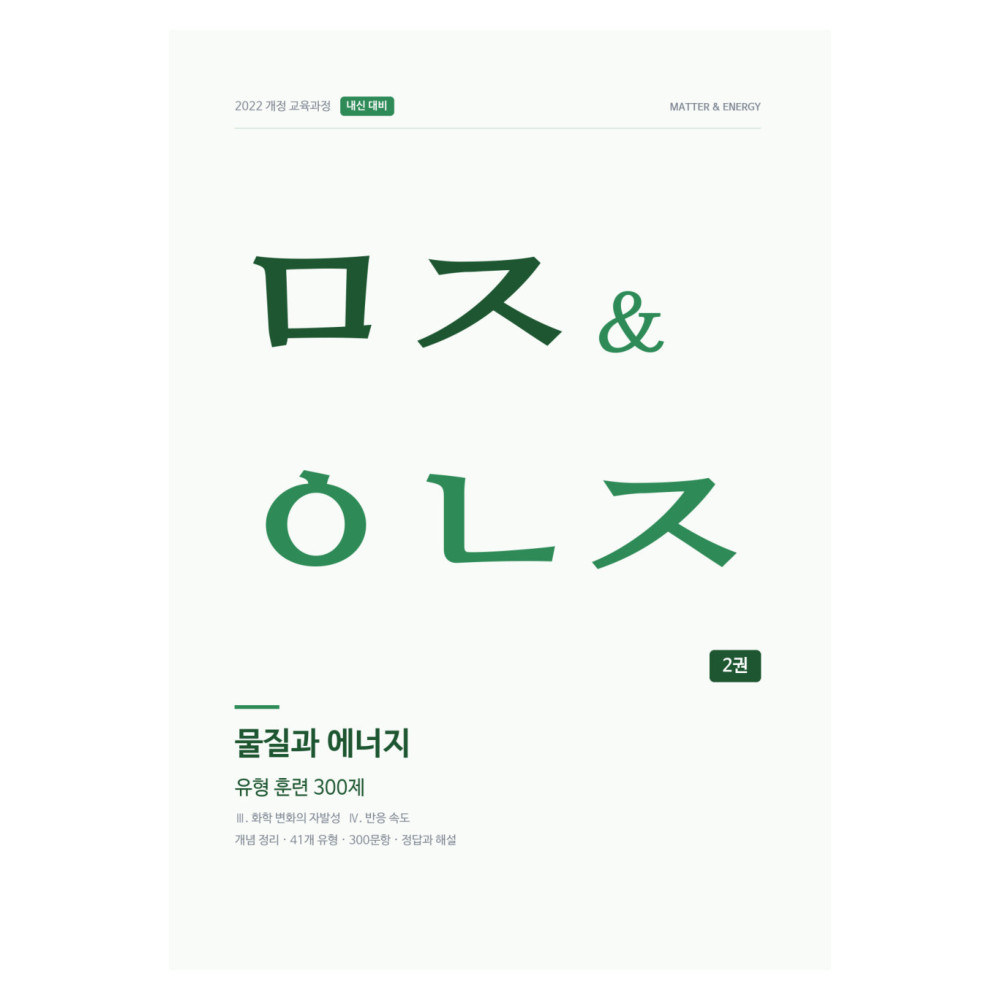 2022 개정 교육과정 내신 대비 MATTER & ENERGY
ㅁㅈ &
ㅇㄴㅈ
2권
물질과 에너지
유형 훈련 300제
Ⅲ. 화학 변화의 자발성 Ⅳ. 반응 속도
개념 정리 · 41개 유형 · 300문항 · 정답과 해설